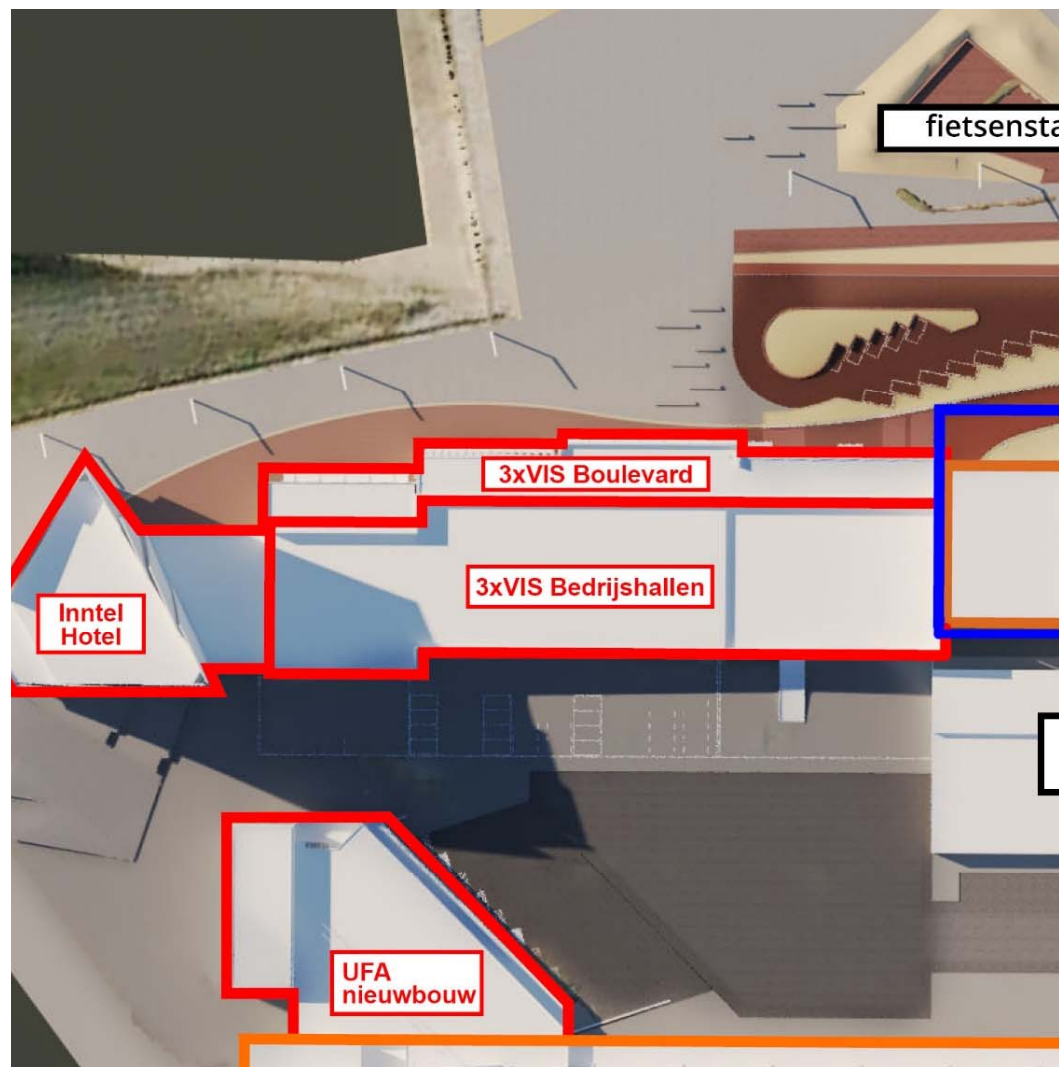 fietsensta
3xVIS Boulevard
3xVIS Bedrijshallen
Inntel
Hotel
UFA
nieuwbouw